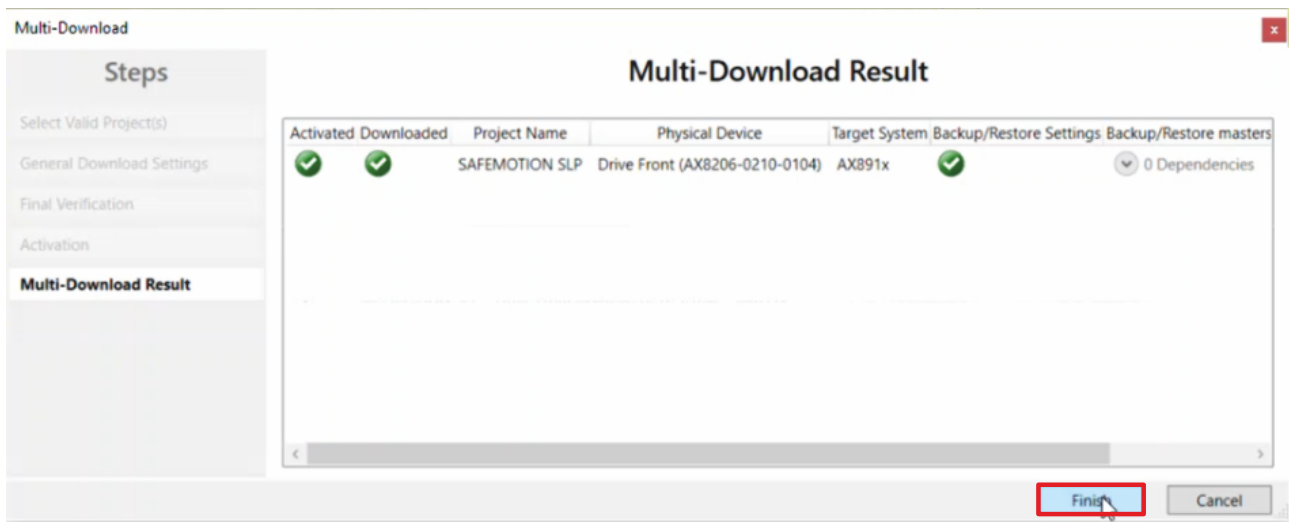 Multi-Download
x
Steps
Multi-Download Result
Select Valid Project(s)
General Download Settings
Final Verification
Activation
Multi-Download Result
Activated Downloaded Project Name Physical Device Target System Backup/Restore Settings Backup/Restore masters
SAFEMOTION SLP Drive Front (AX8206-0210-0104) AX891x 0 Dependencies
Finish Cancel